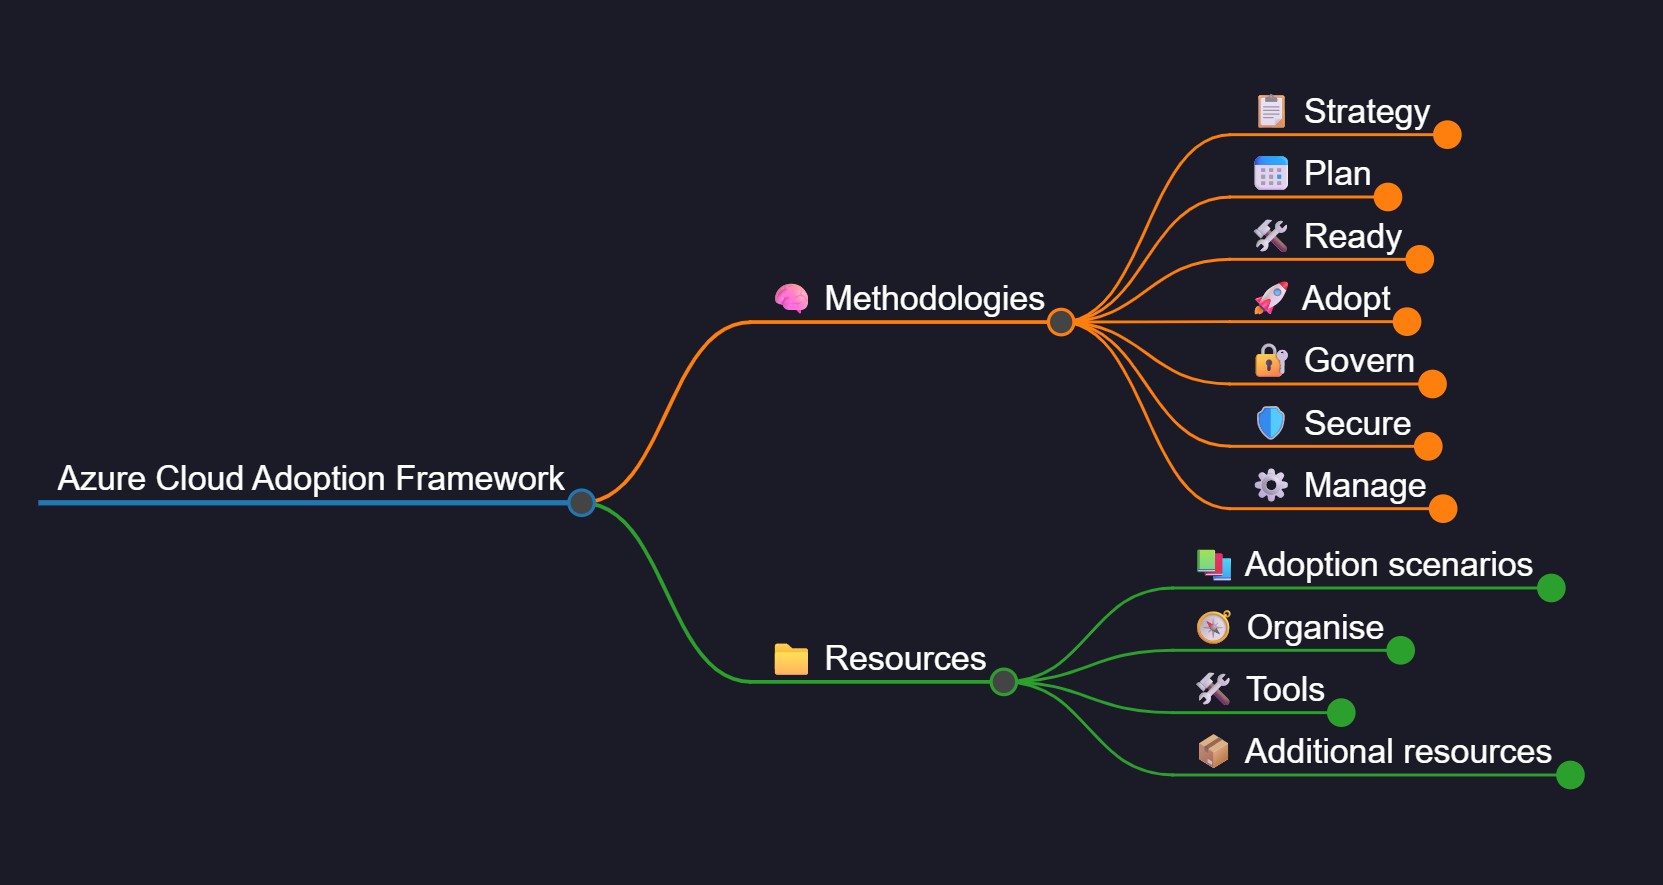 Azure Cloud Adoption Framework
Methodologies
Strategy
Plan
Ready
Adopt
Govern
Secure
Manage
Resources
Adoption scenarios
Organise
Tools
Additional resources